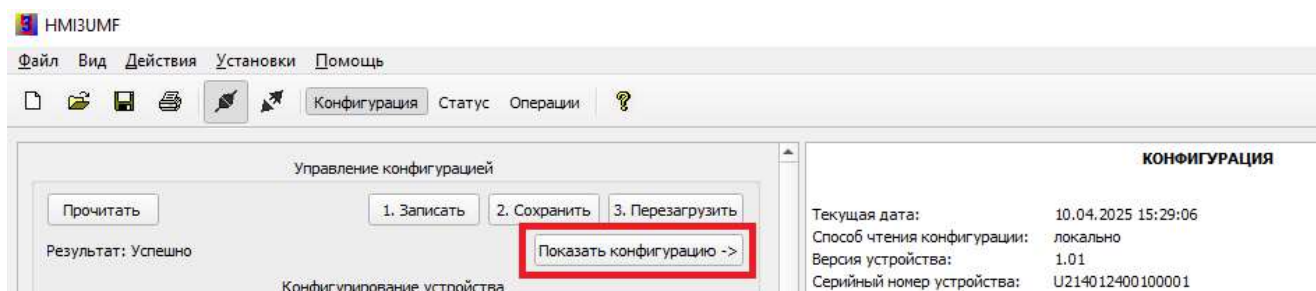 HMI3UMF
Файл Вид Действия Установки Помощь
Конфигурация Статус Операции
Управление конфигурацией
Прочитать 1. Записать 2. Сохранить 3. Перезагрузить
Результат: Успешно
Показать конфигурацию ->
Конфигурирование устройства
КОНФИГУРАЦИЯ
Текущая дата: 10.04.2025 15:29:06
Способ чтения конфигурации: локально
Версия устройства: 1.01
Серийный номер устройства: U214012400100001